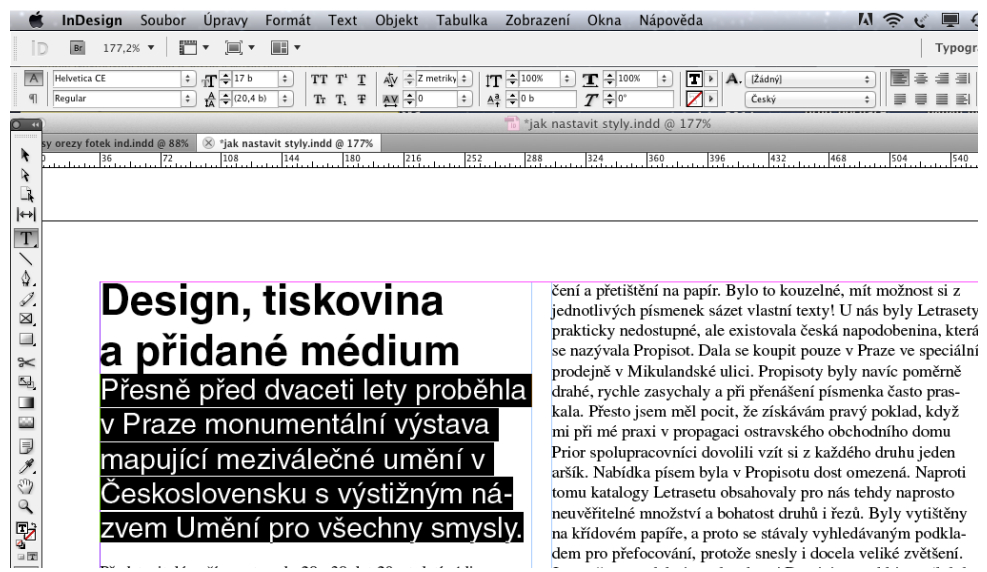 InDesign Soubor Úpravy Formát Text Objekt Tabulka Zobrazení Okna Nápověda
Br 177,2%
Helvetica CE 17 b Z metriky 100% 100% [Žádný]
Regular (20,4 b) 0 0 b 0° Český
*jak nastavit styly.indd @ 177%
sy orezy fotek ind.indd @ 88% *jak nastavit styly.indd @ 177%
36 72 108 144 180 216 252 288 324 360 396 432 468 504 540
Design, tiskovina
a přidané médium
Přesně před dvaceti lety proběhla
v Praze monumentální výstava
mapující meziválečné umění v
Československu s výstižným ná-
zvem Umění pro všechny smysly.
čení a přetištění na papír. Bylo to kouzelné, mít možnost si z
jednotlivých písmenek sázet vlastní texty! U nás byly Letrasety
prakticky nedostupné, ale existovala česká napodobenina, která
se nazývala Propisot. Dala se koupit pouze v Praze ve speciální
prodejně v Mikulandské ulici. Propisoty byly navíc poměrně
drahé, rychle zasychaly a při přenášení písmenka často pras-
kala. Přesto jsem měl pocit, že získávám pravý poklad, když
mi při mé praxi v propagaci ostravského obchodního domu
Prior spolupracovníci dovolili vzít si z každého druhu jeden
aršík. Nabídka písem byla v Propisotu dost omezená. Naproti
tomu katalogy Letrasetu obsahovaly pro nás tehdy naprosto
neuvěřitelné množství a bohatost druhů i řezů. Byly vytištěny
na křídovém papíře, a proto se stávaly vyhledávaným podkla-
dem pro přefocování, protože snesly i docela veliké zvětšení.